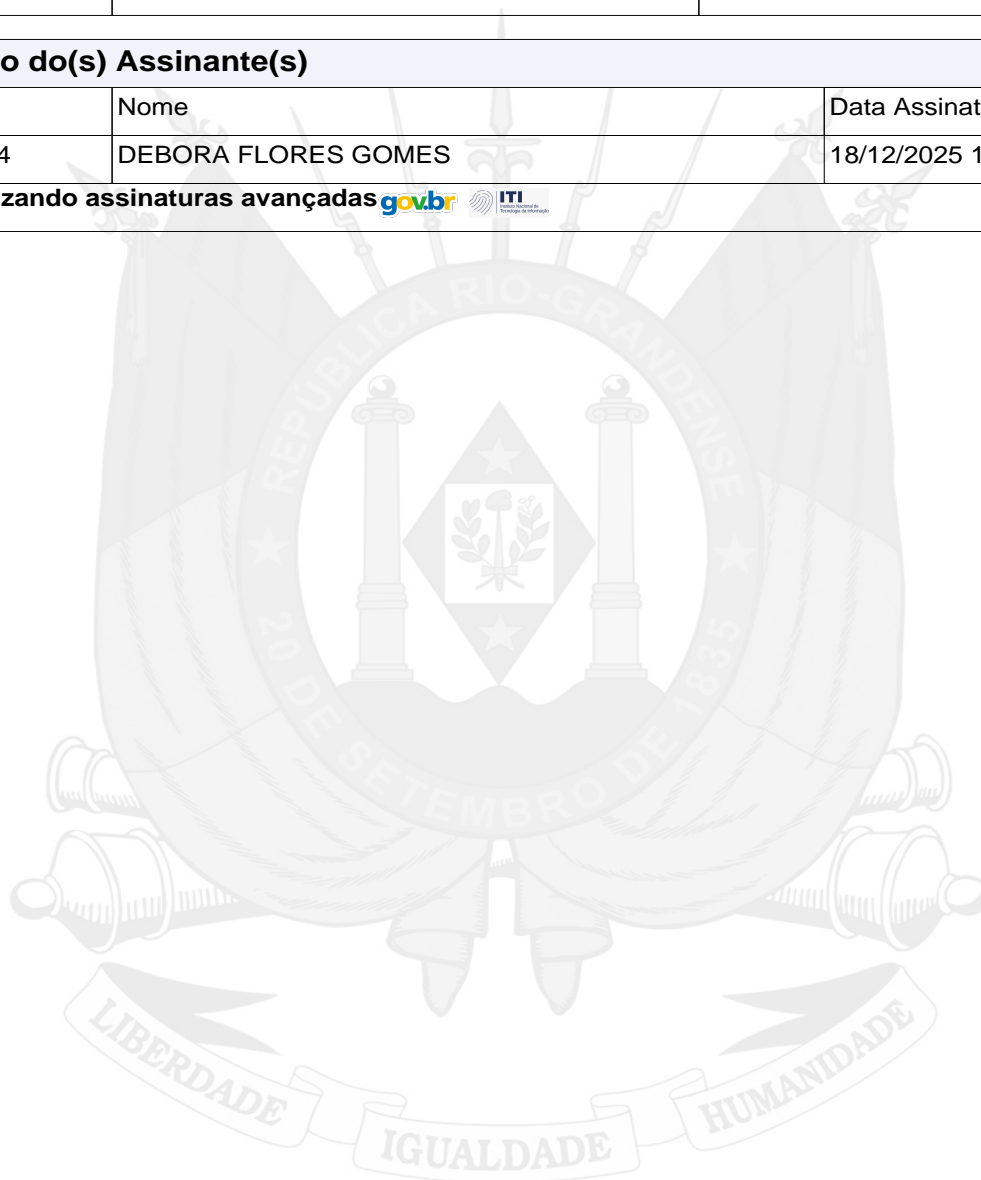 o do(s) Assinante(s)
Nome
Data Assinat
4
DEBORA FLORES GOMES
18/12/2025 1
zando assinaturas avançadas gov.br ITI
REPÚBLICA RIO-GRANDENSE
★ 20 DE SETEMBRO DE 1835 ★
LIBERDADE
IGUALDADE
HUMANIDADE